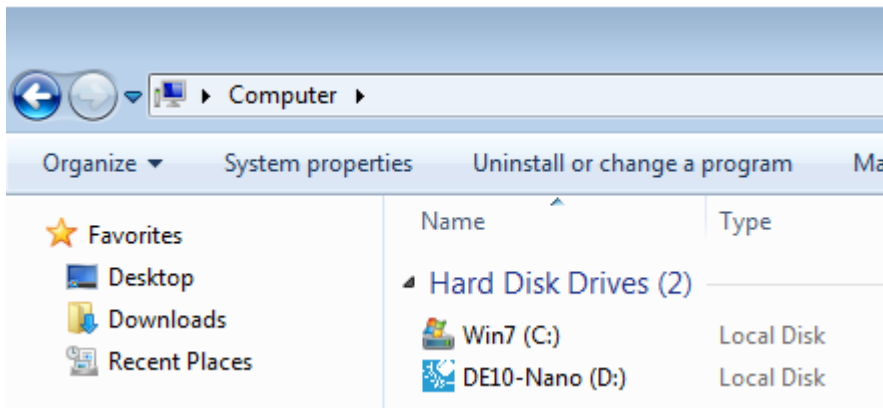 Computer
Organize System properties Uninstall or change a program Ma
Favorites
Desktop
Downloads
Recent Places
Name Type
Hard Disk Drives (2)
Win7 (C:) Local Disk
DE10-Nano (D:) Local Disk